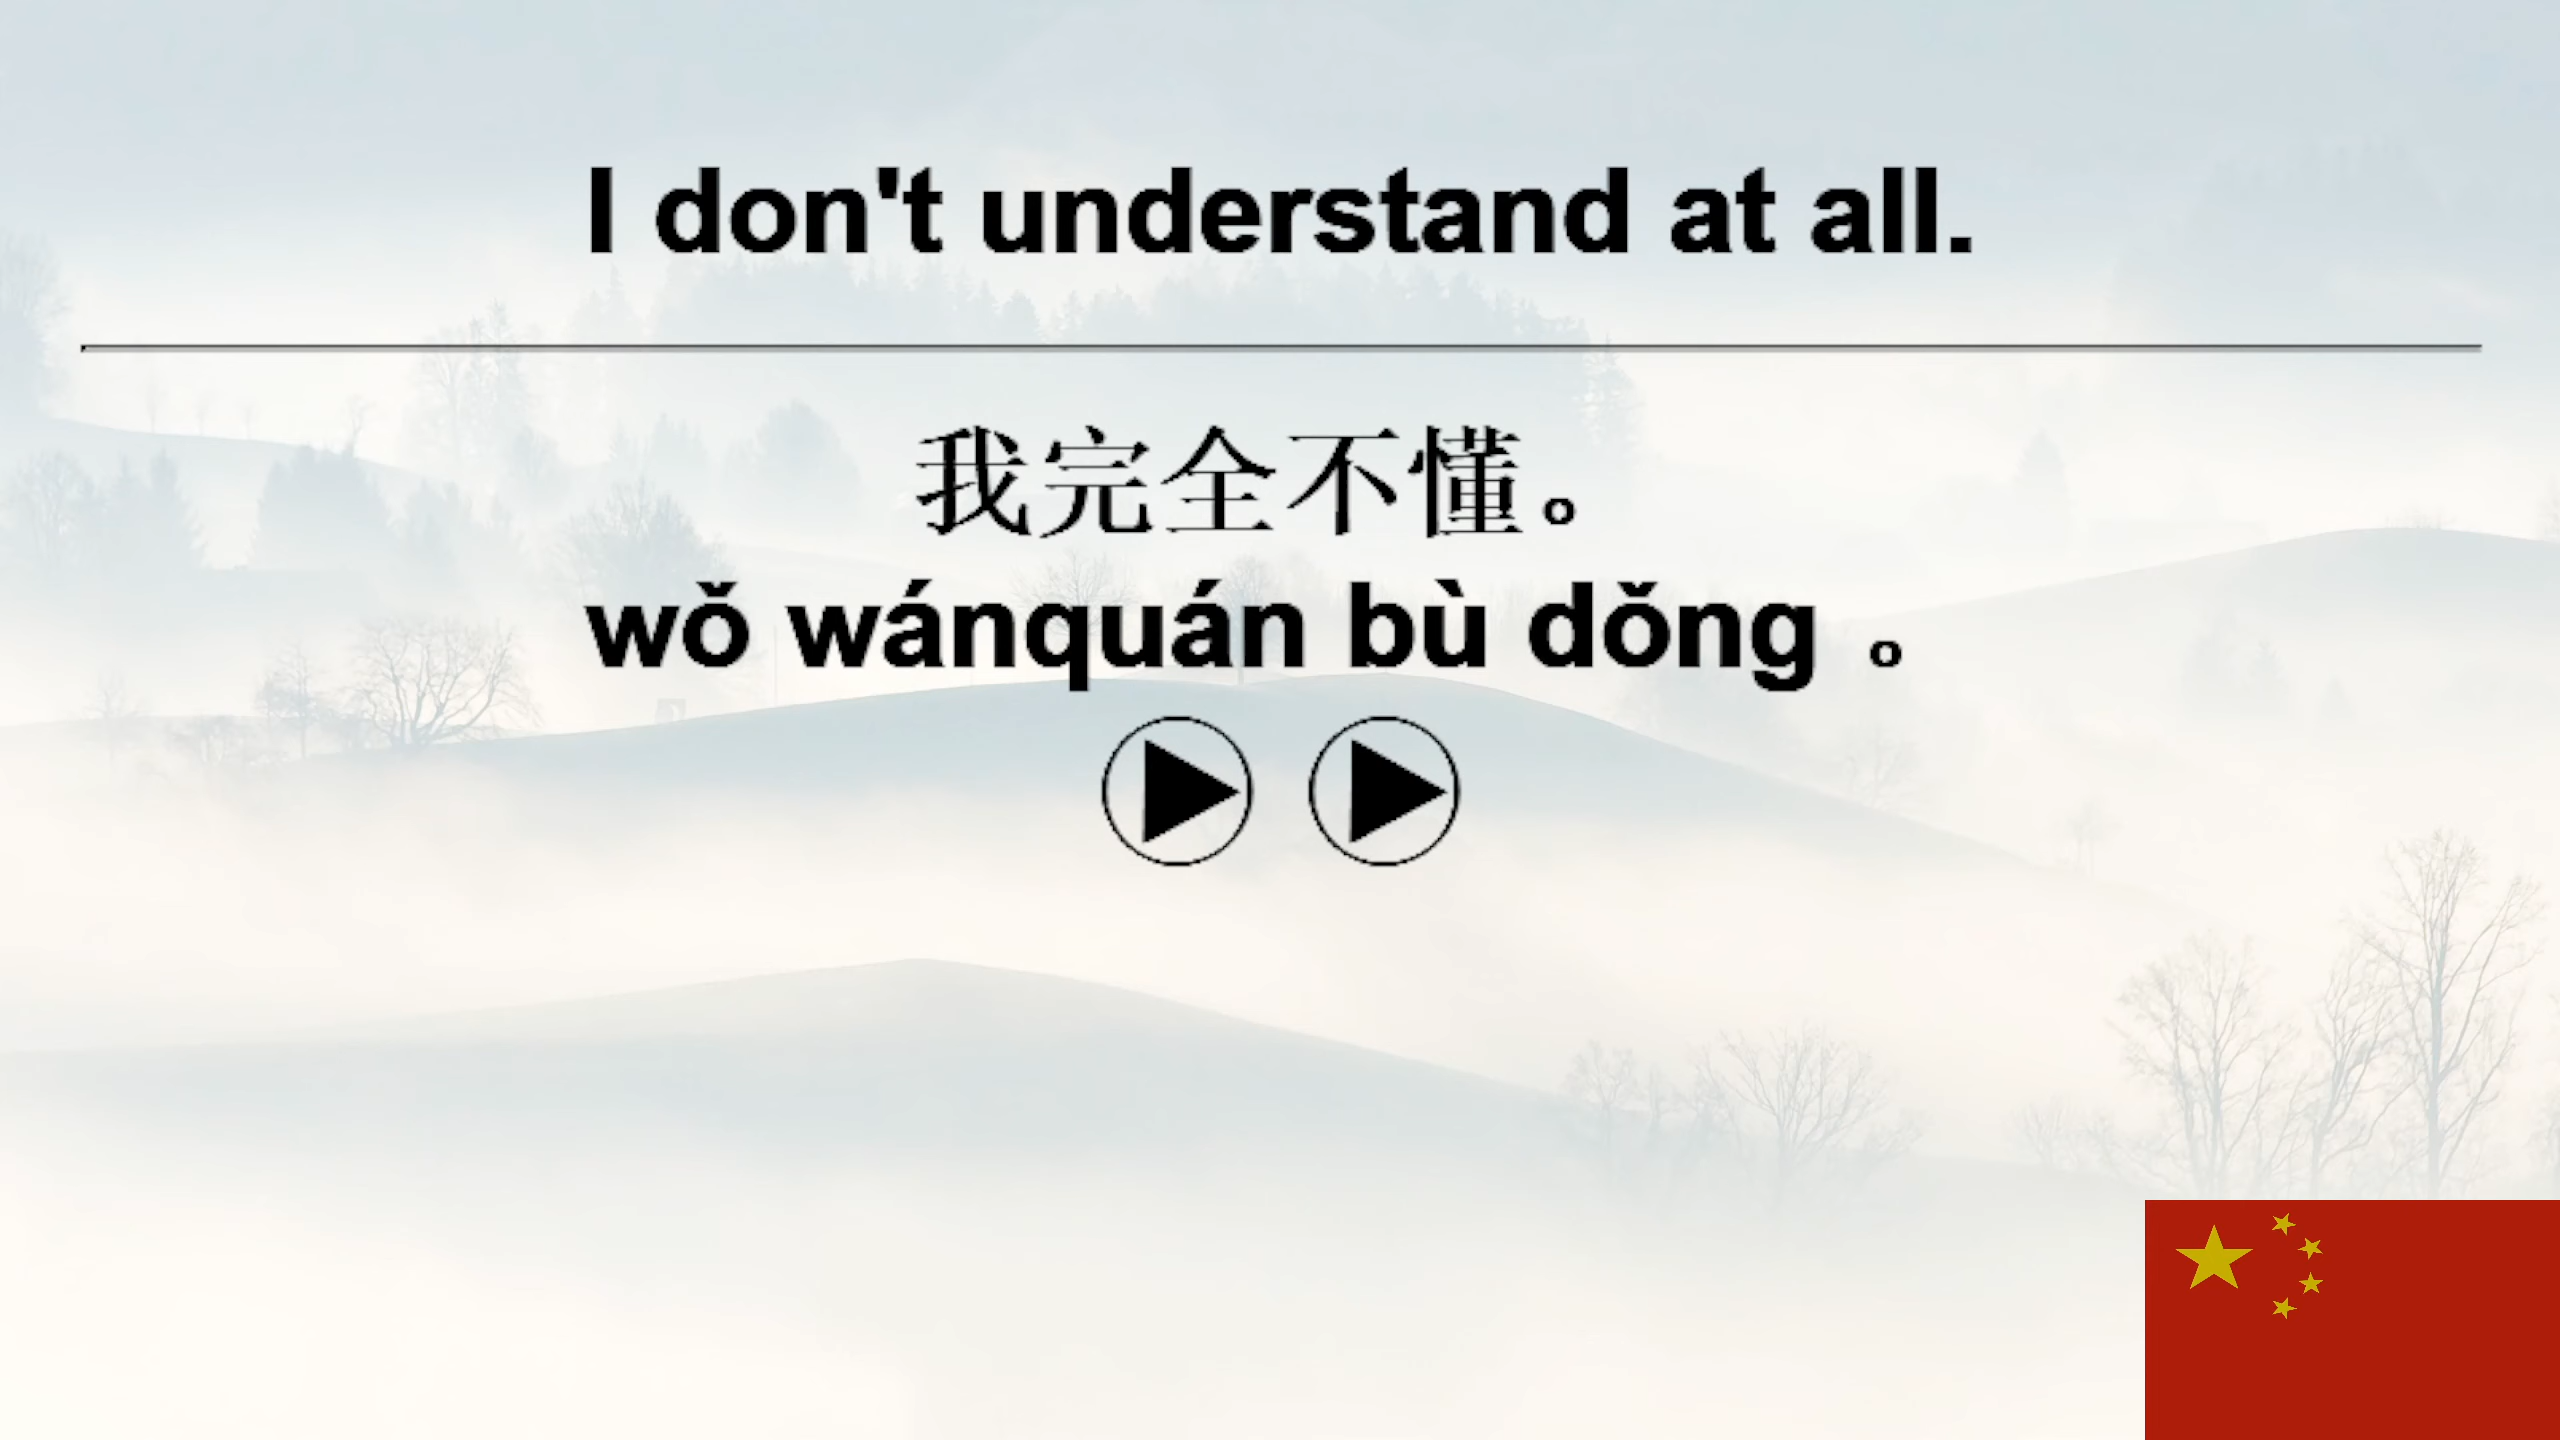 I don't understand at all.
我完全不懂。
wǒ wánquán bù dǒng 。